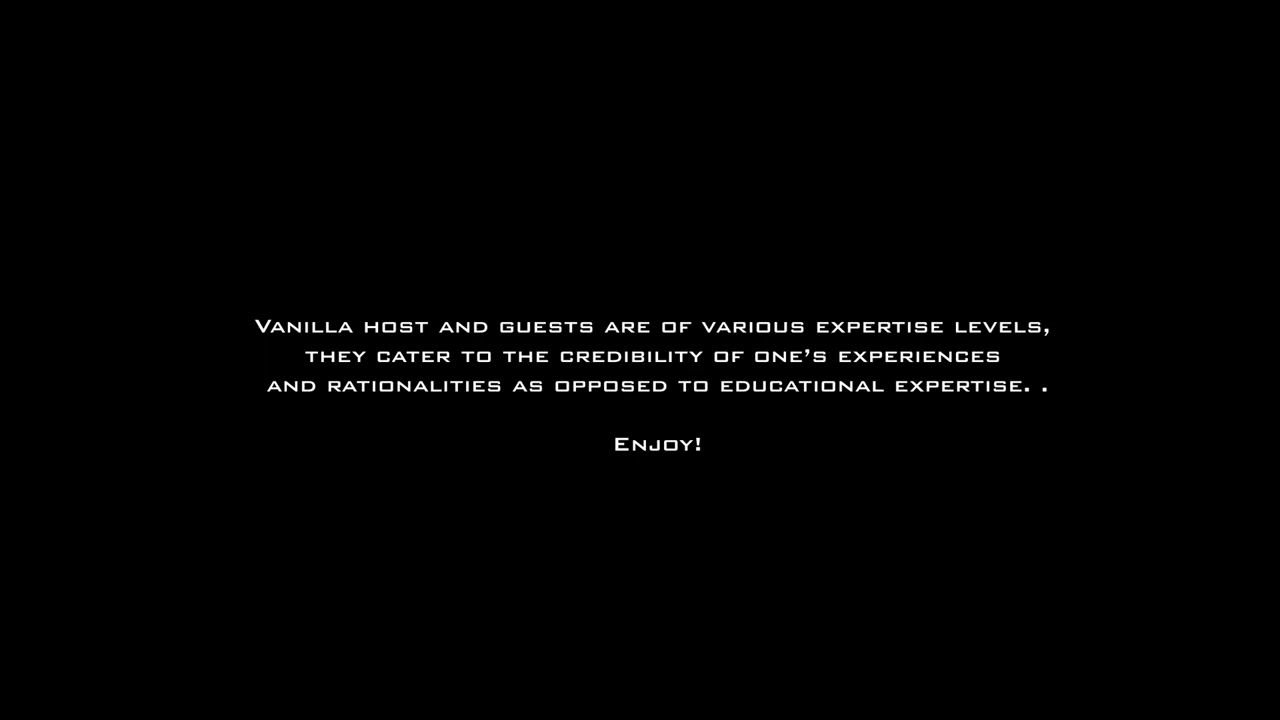 Vanilla host and guests are of various expertise levels,
they cater to the credibility of one's experiences
and rationalities as opposed to educational expertise. .
Enjoy!